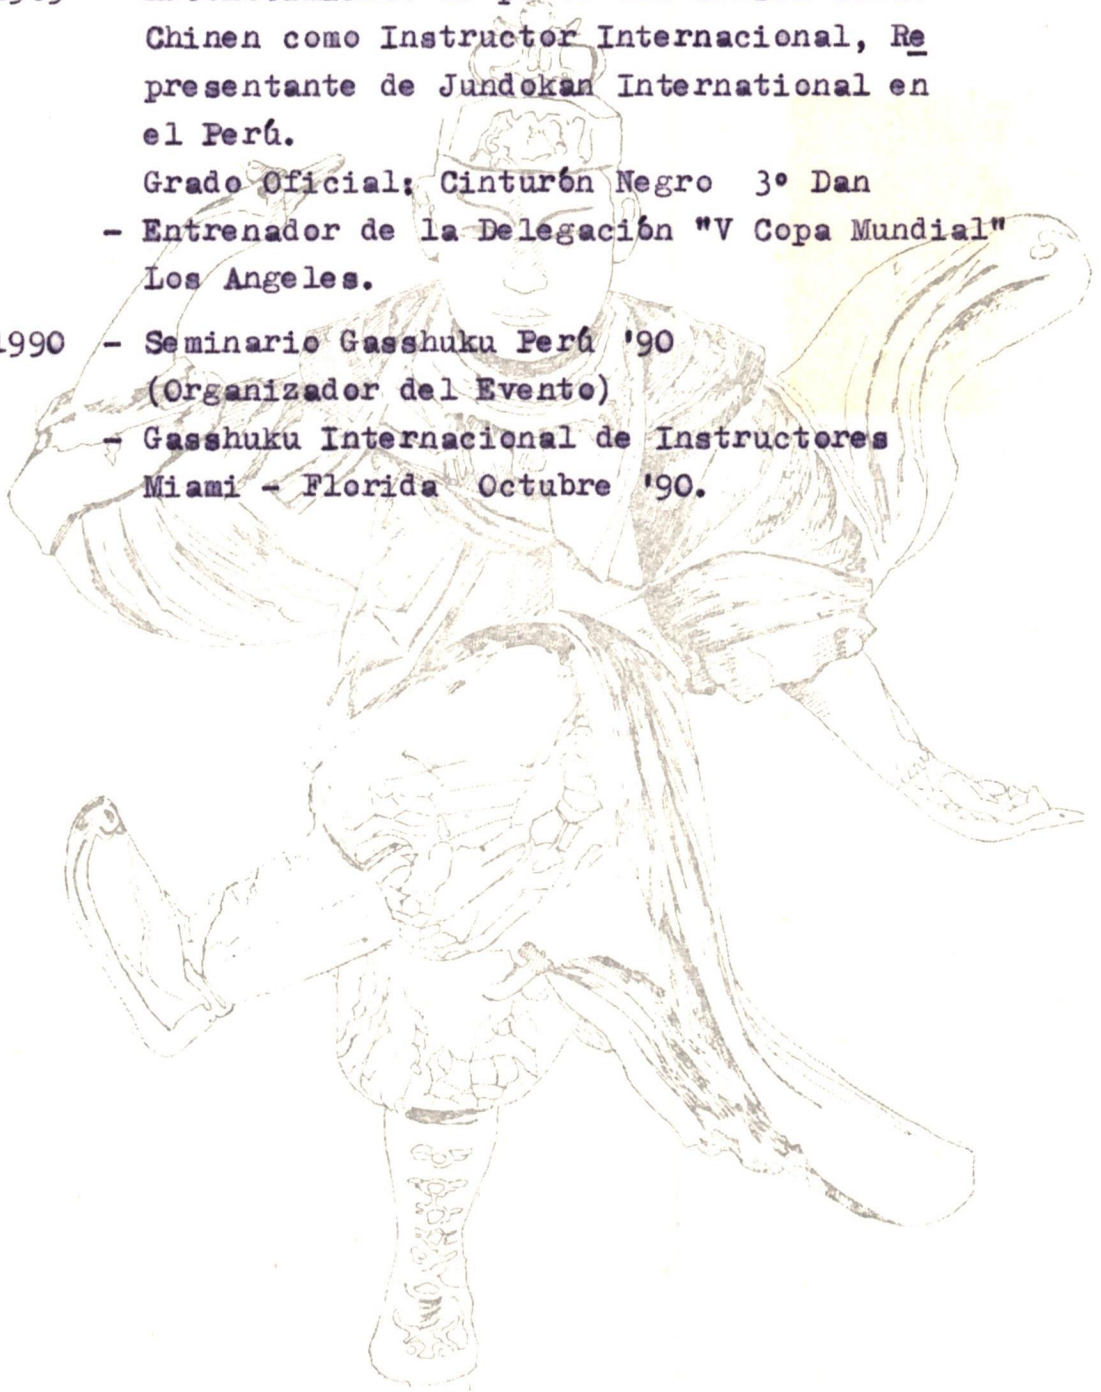 Chinen como Instructor Internacional, Re
presentante de Jundokan International en
el Perú.
Grado Oficial: Cinturón Negro 3° Dan
- Entrenador de la Delegación "V Copa Mundial"
Los Angeles.
1990 - Seminario Gasshuku Perú '90
(Organizador del Evento)
- Gasshuku Internacional de Instructores
Miami - Florida Octubre '90.